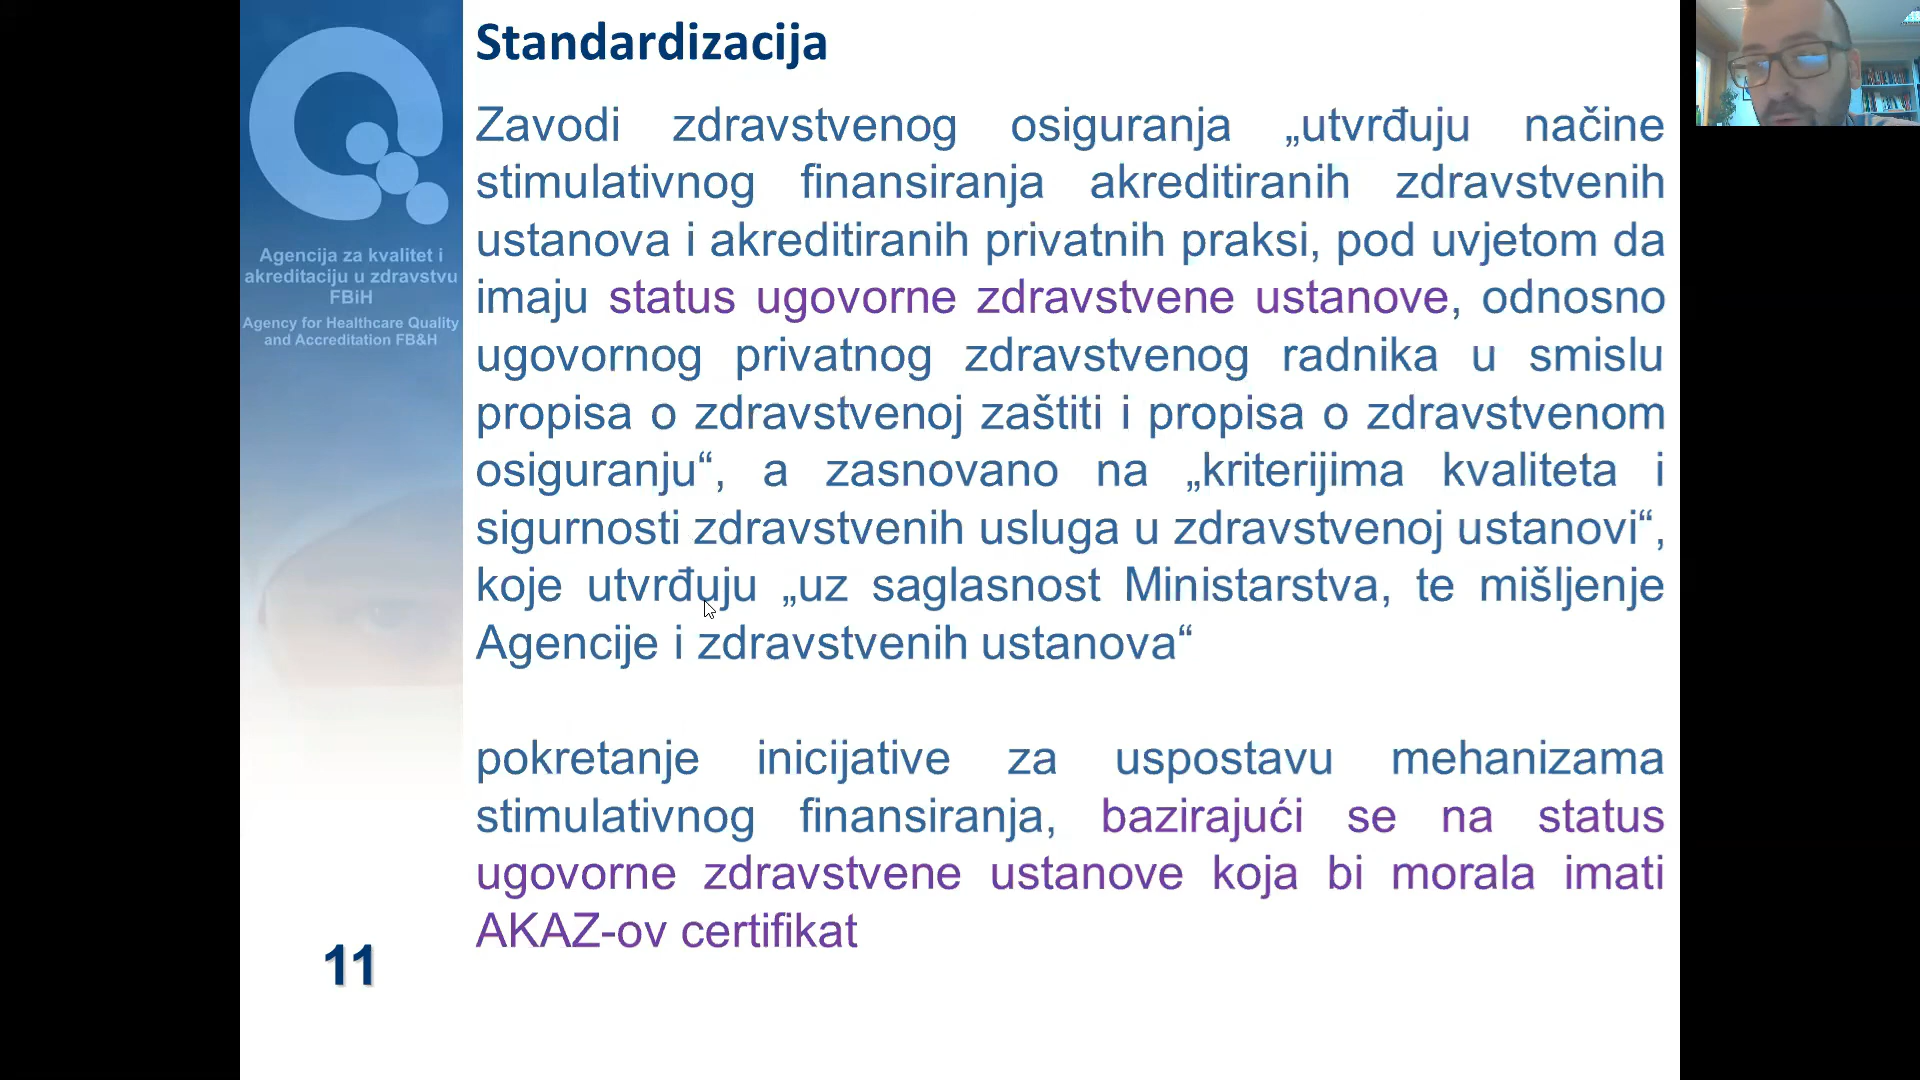 Standardizacija
Zavodi zdravstvenog osiguranja „utvrđuju načine
stimulativnog finansiranja akreditiranih zdravstvenih
ustanova i akreditiranih privatnih praksi, pod uvjetom da
imaju status ugovorne zdravstvene ustanove, odnosno
ugovornog privatnog zdravstvenog radnika u smislu
propisa o zdravstvenoj zaštiti i propisa o zdravstvenom
osiguranju“, a zasnovano na „kriterijima kvaliteta i
sigurnosti zdravstvenih usluga u zdravstvenoj ustanovi“,
koje utvrđuju „uz saglasnost Ministarstva, te mišljenje
Agencije i zdravstvenih ustanova“
pokretanje inicijative za uspostavu mehanizama
stimulativnog finansiranja, bazirajući se na status
ugovorne zdravstvene ustanove koja bi morala imati
AKAZ-ov certifikat
Agencija za kvalitet i
akreditaciju u zdravstvu
FBiH
Agency for Healthcare Quality
and Accreditation FB&H
11